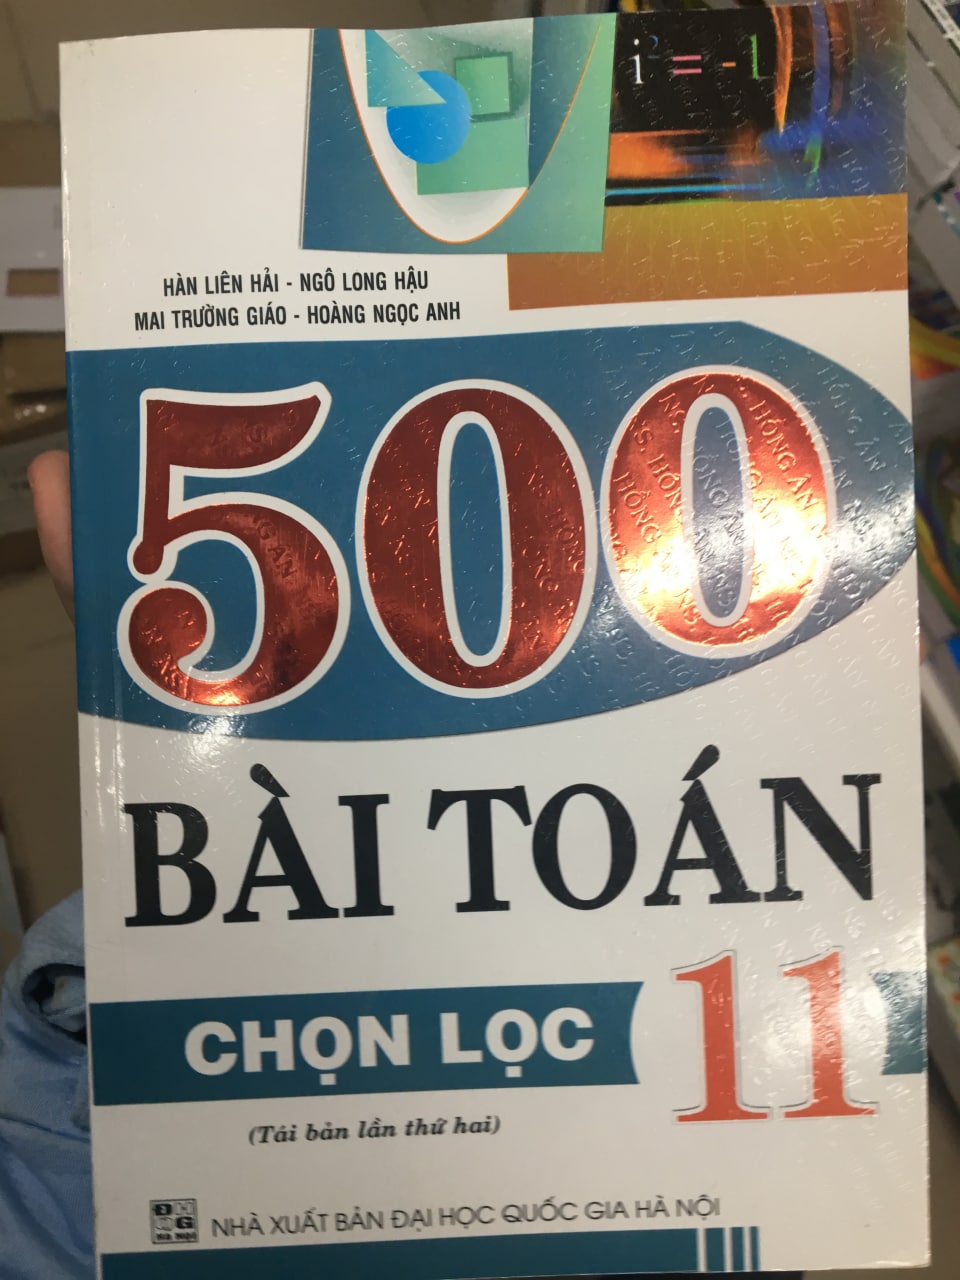 i² = -1
HÀN LIÊN HẢI - NGÔ LONG HẬU
MAI TRƯỜNG GIÁO - HOÀNG NGỌC ANH
500
BÀI TOÁN
CHỌN LỌC
11
(Tái bản lần thứ hai)
NHÀ XUẤT BẢN ĐẠI HỌC QUỐC GIA HÀ NỘI